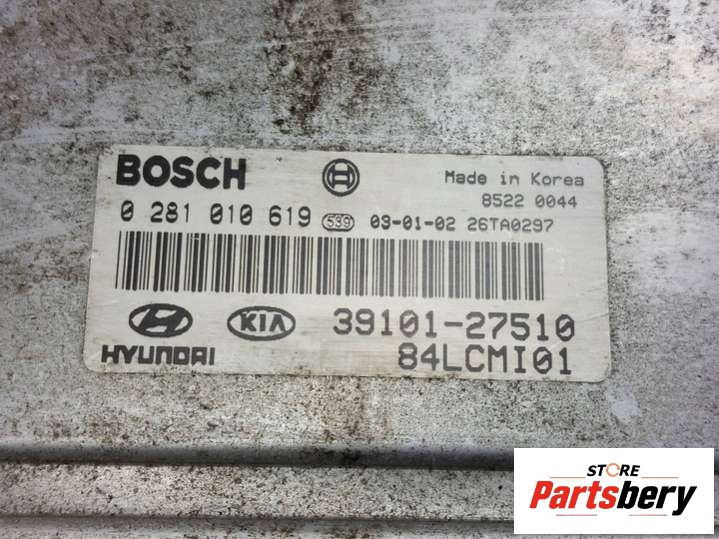 BOSCH
Made in Korea
8522 0044
0 281 010 619 539 03-01-02 26TA0297
KIA 39101-27510
HYUNDAI 84LCMI01
STORE
Partsbery